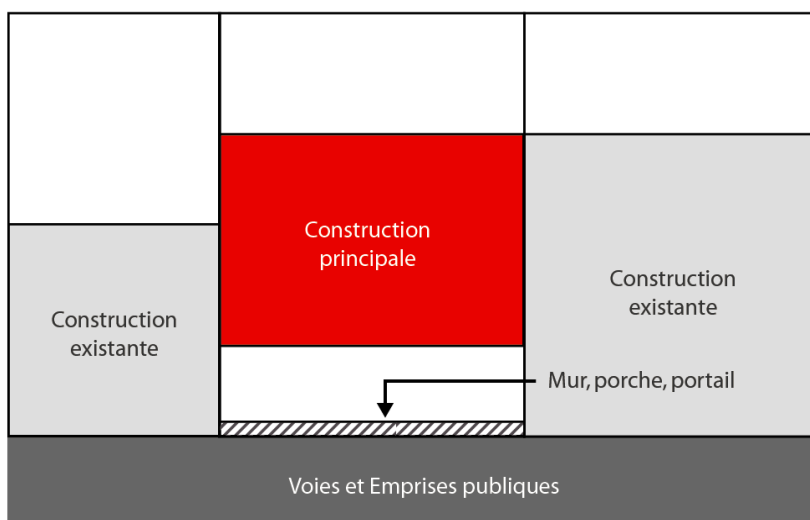 Construction
principale
Construction
existante
Construction
existante
Mur, porche, portail
Voies et Emprises publiques